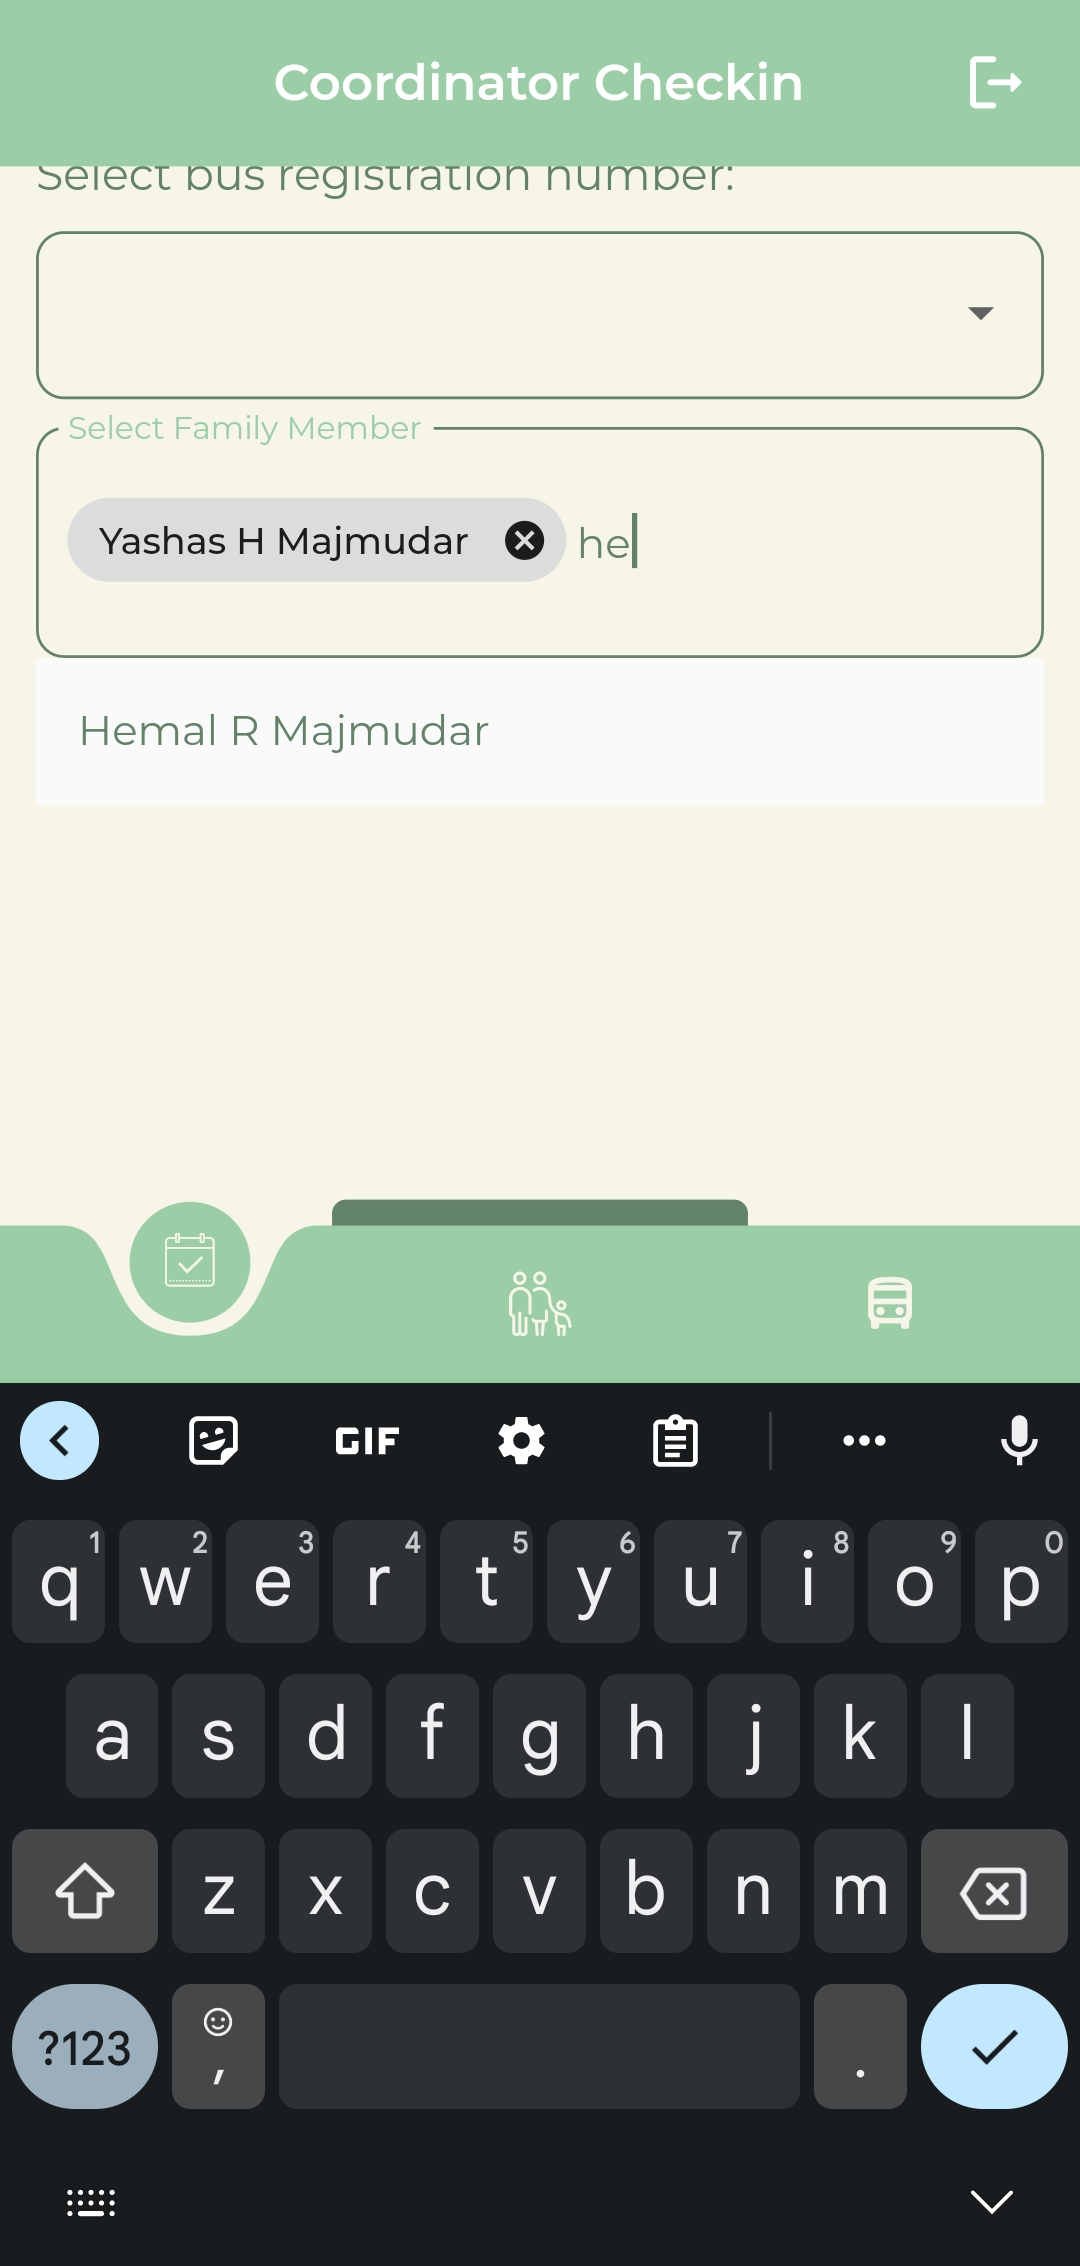 Coordinator Checkin
Select bus registration number:
Select Family Member
Yashas H Majmudar he
Hemal R Majmudar
GIF
1 2 3 4 5 6 7 8 9 0
q w e r t y u i o p
a s d f g h j k l
z x c v b n m
?123 , .